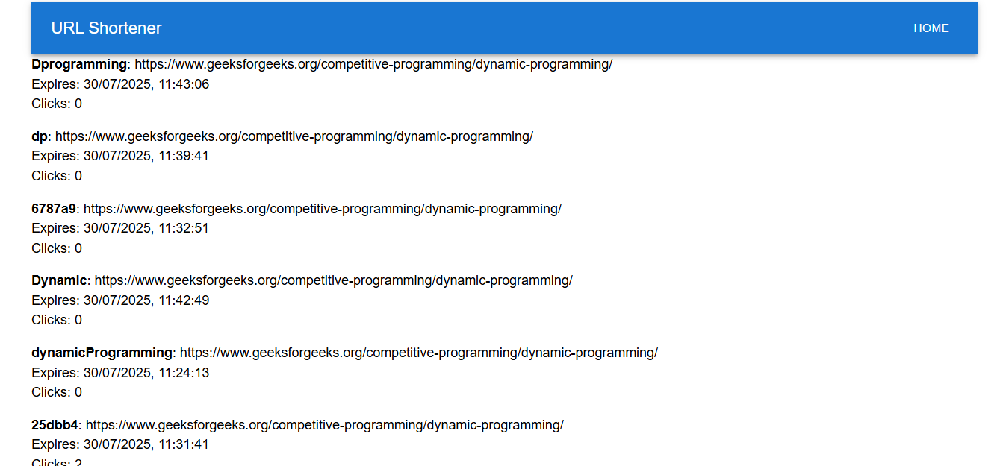 URL Shortener
HOME
Dprogramming: https://www.geeksforgeeks.org/competitive-programming/dynamic-programming/
Expires: 30/07/2025, 11:43:06
Clicks: 0
dp: https://www.geeksforgeeks.org/competitive-programming/dynamic-programming/
Expires: 30/07/2025, 11:39:41
Clicks: 0
6787a9: https://www.geeksforgeeks.org/competitive-programming/dynamic-programming/
Expires: 30/07/2025, 11:32:51
Clicks: 0
Dynamic: https://www.geeksforgeeks.org/competitive-programming/dynamic-programming/
Expires: 30/07/2025, 11:42:49
Clicks: 0
dynamicProgramming: https://www.geeksforgeeks.org/competitive-programming/dynamic-programming/
Expires: 30/07/2025, 11:24:13
Clicks: 0
25dbb4: https://www.geeksforgeeks.org/competitive-programming/dynamic-programming/
Expires: 30/07/2025, 11:31:41
Clicks: 2